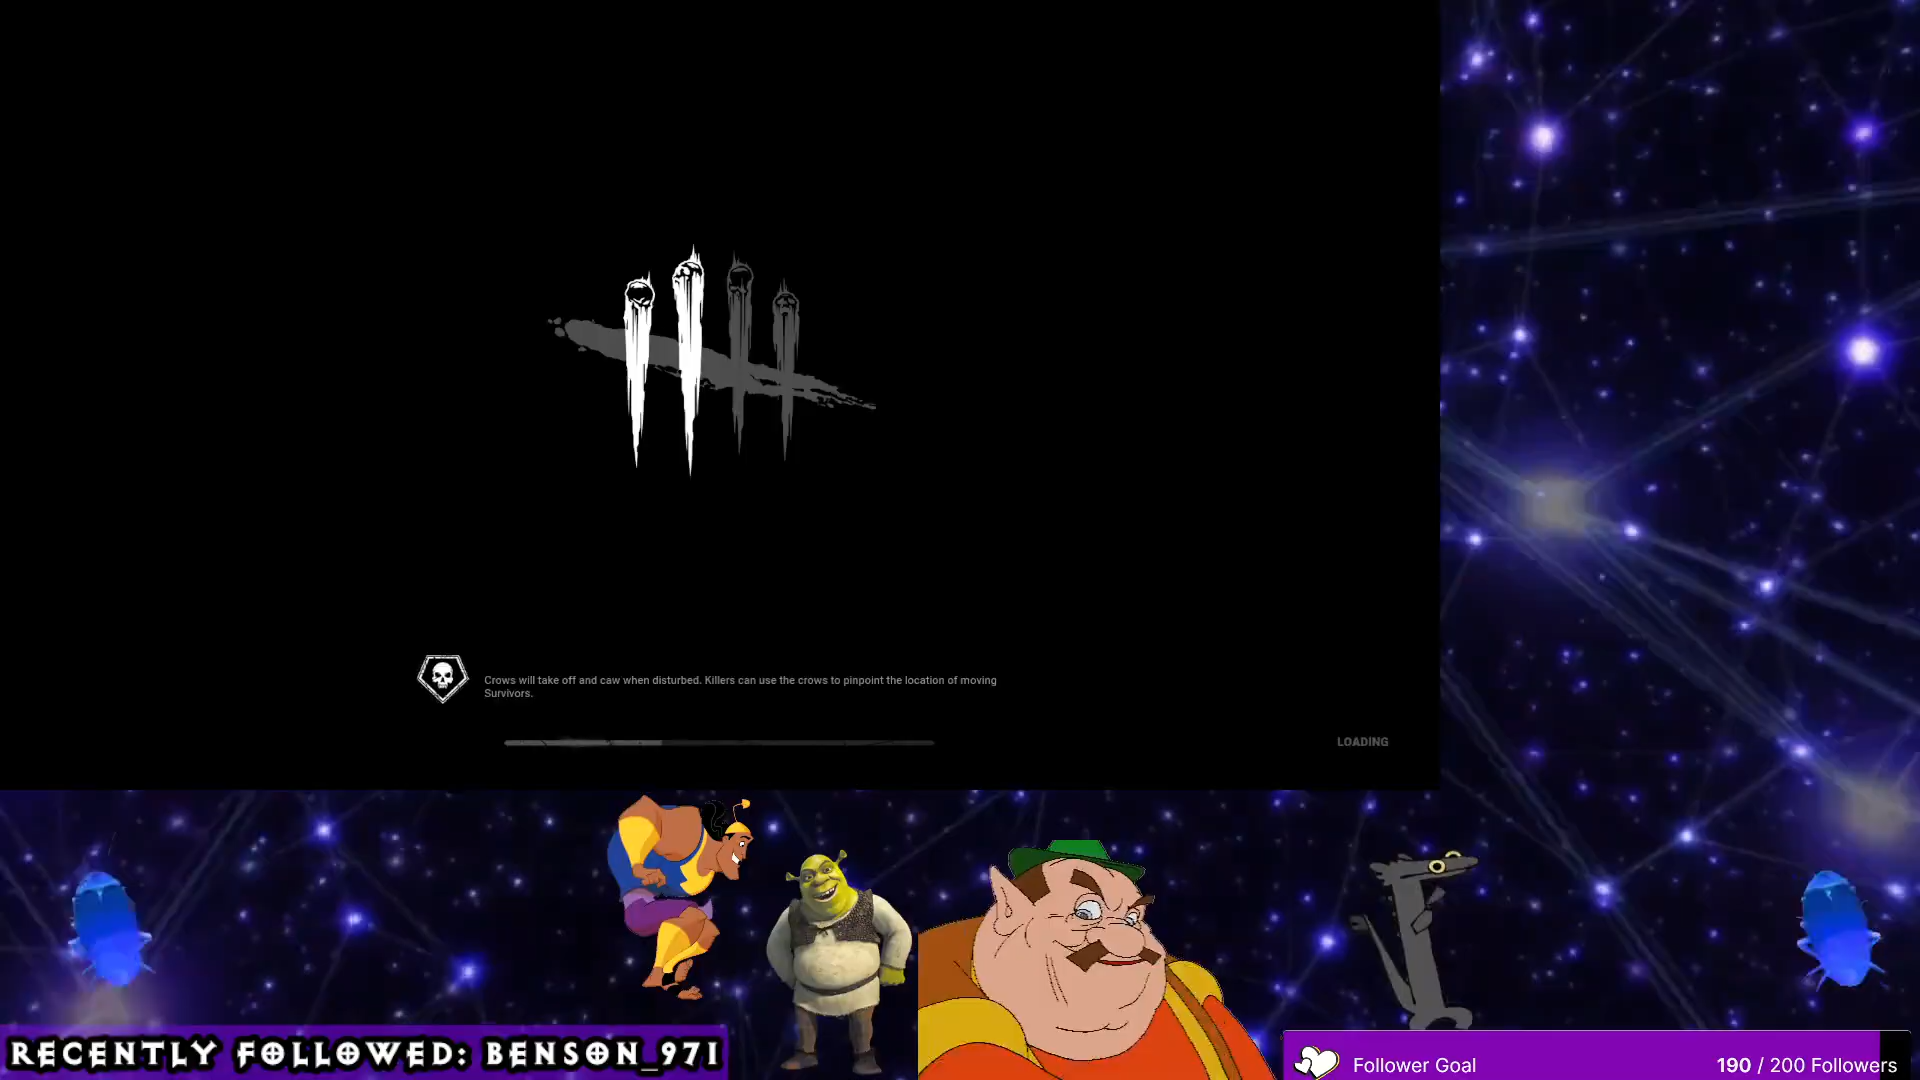 Crows will take off and caw when disturbed. Killers can use the crows to pinpoint the location of moving
Survivors.
LOADING
RECENTLY FOLLOWED: BENSON_971
Follower Goal
190 / 200 Followers